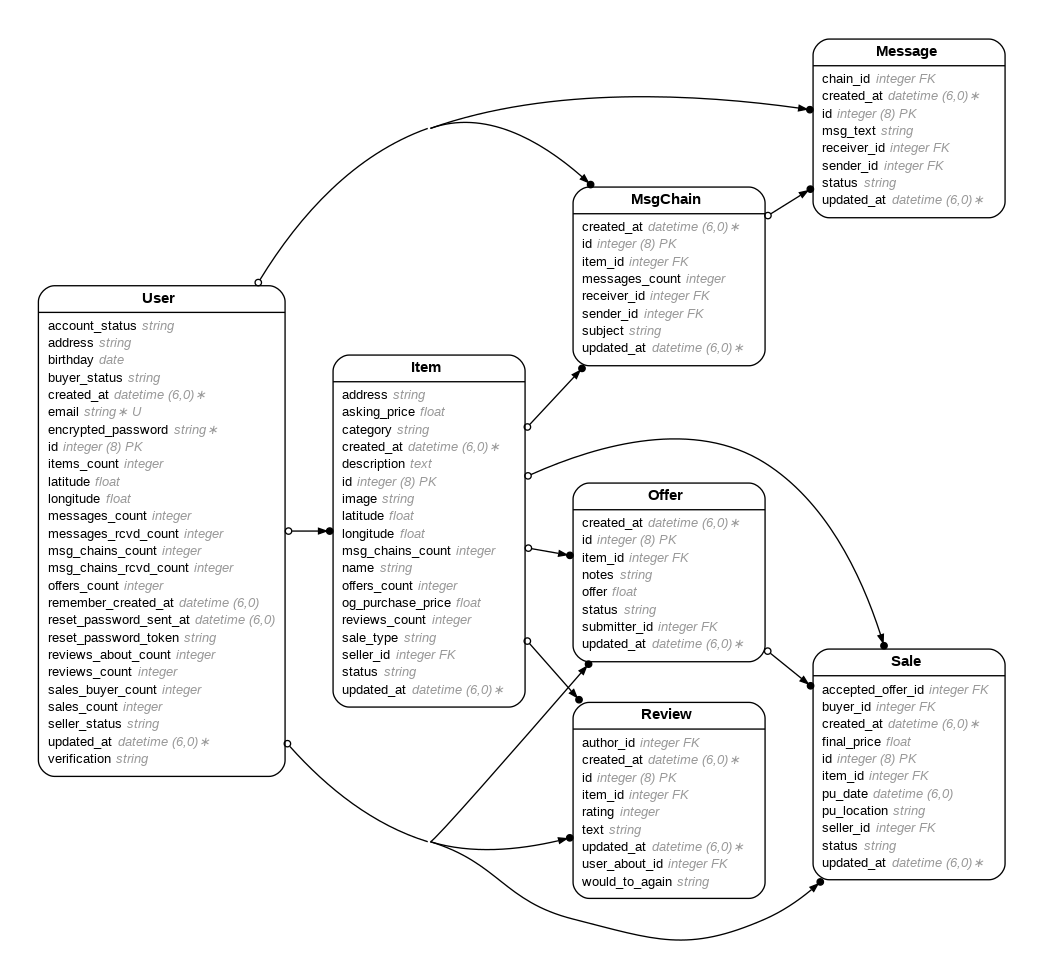 Message
chain_id integer FK
created_at datetime (6,0)∗
id integer (8) PK
msg_text string
receiver_id integer FK
sender_id integer FK
status string
updated_at datetime (6,0)∗
MsgChain
created_at datetime (6,0)∗
id integer (8) PK
item_id integer FK
messages_count integer
receiver_id integer FK
sender_id integer FK
subject string
updated_at datetime (6,0)∗
User
account_status string
address string
birthday date
buyer_status string
created_at datetime (6,0)∗
email string∗ U
encrypted_password string∗
id integer (8) PK
items_count integer
latitude float
longitude float
messages_count integer
messages_rcvd_count integer
msg_chains_count integer
msg_chains_rcvd_count integer
offers_count integer
remember_created_at datetime (6,0)
reset_password_sent_at datetime (6,0)
reset_password_token string
reviews_about_count integer
reviews_count integer
sales_buyer_count integer
sales_count integer
seller_status string
updated_at datetime (6,0)∗
verification string
Item
address string
asking_price float
category string
created_at datetime (6,0)∗
description text
id integer (8) PK
image string
latitude float
longitude float
msg_chains_count integer
name string
offers_count integer
og_purchase_price float
reviews_count integer
sale_type string
seller_id integer FK
status string
updated_at datetime (6,0)∗
Offer
created_at datetime (6,0)∗
id integer (8) PK
item_id integer FK
notes string
offer float
status string
submitter_id integer FK
updated_at datetime (6,0)∗
Review
author_id integer FK
created_at datetime (6,0)∗
id integer (8) PK
item_id integer FK
rating integer
text string
updated_at datetime (6,0)∗
user_about_id integer FK
would_to_again string
Sale
accepted_offer_id integer FK
buyer_id integer FK
created_at datetime (6,0)∗
final_price float
id integer (8) PK
item_id integer FK
pu_date datetime (6,0)
pu_location string
seller_id integer FK
status string
updated_at datetime (6,0)∗